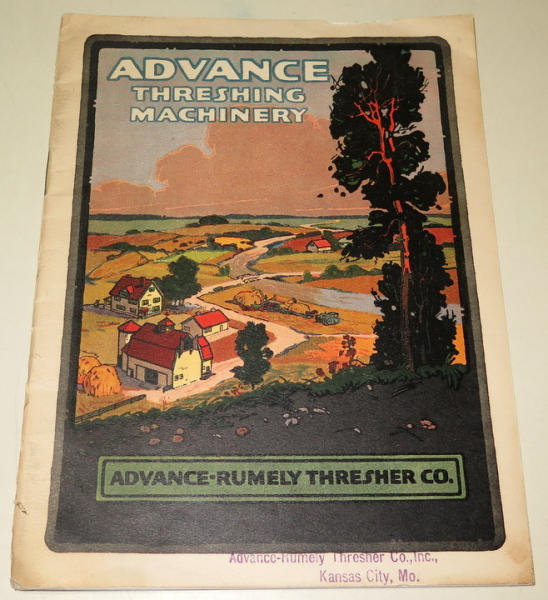 ADVANCE
THRESHING
MACHINERY
ADVANCE-RUMELY THRESHER CO.
Advance-Rumely Thresher Co.,Inc.,
Kansas City, Mo.